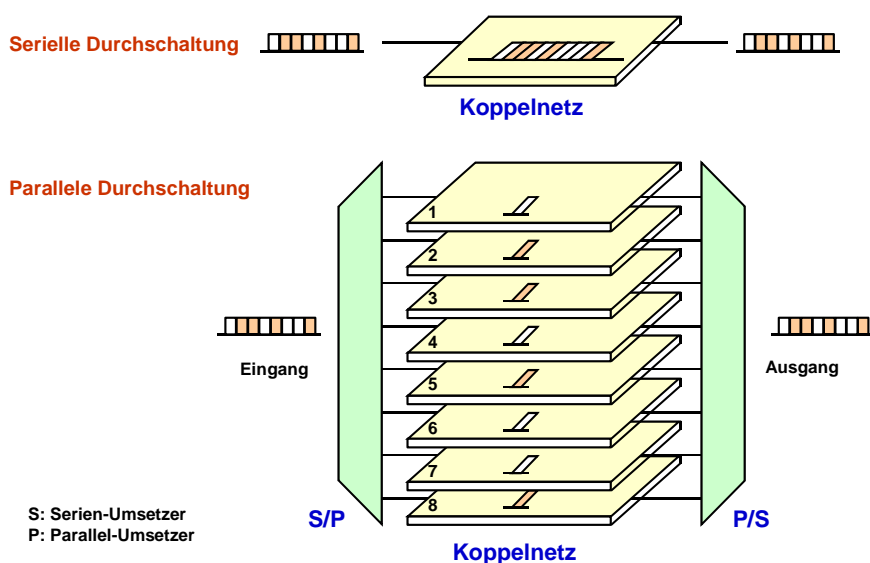 Serielle Durchschaltung
Koppelnetz
Parallele Durchschaltung
1
2
3
4
5
6
7
8
Eingang
Ausgang
S: Serien-Umsetzer
P: Parallel-Umsetzer
S/P
P/S
Koppelnetz